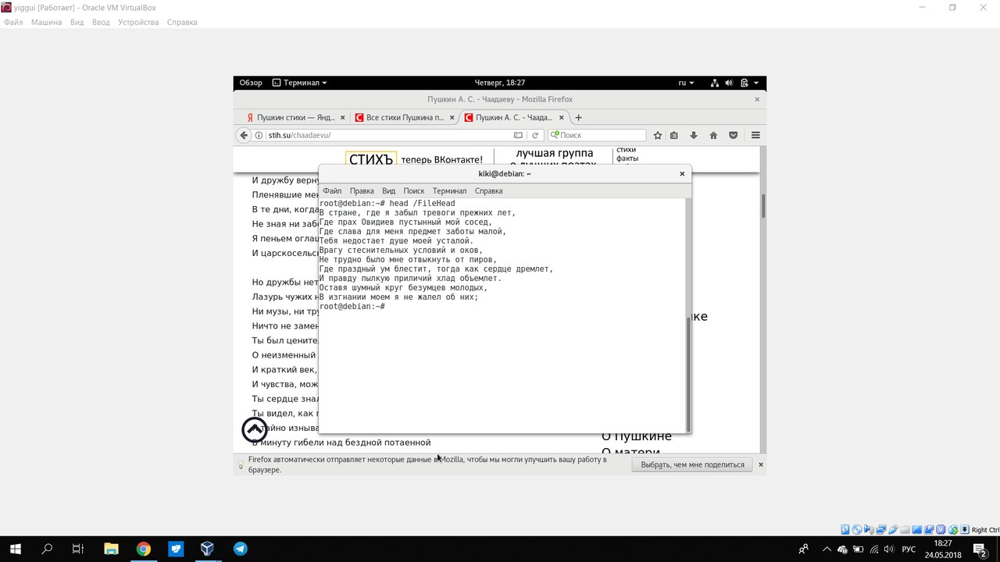 yiggui [Работает] - Oracle VM VirtualBox
Файл Машина Вид Ввод Устройства Справка
Обзор Терминал Четверг, 18:27 ru
Пушкин А. С. - Чаадаеву - Mozilla Firefox
Пушкин стихи — Янд... Все стихи Пушкина п... Пушкин А. С. - Чаада...
stih.su/chaadaevu/ Поиск
СТИХЪ теперь ВКонтакте! лучшая группа стихи
факты
kiki@debian: ~
Файл Правка Вид Поиск Терминал Справка
root@debian:~# head /FileHead
В стране, где я забыл тревоги прежних лет,
Где прах Овидиев пустынный мой сосед,
Где слава для меня предмет заботы малой,
Тебя недостает душе моей усталой.
Врагу стеснительных условий и оков,
Не трудно было мне отвыкнуть от пиров,
Где праздный ум блестит, тогда как сердце дремлет,
И правду пылкую приличий хлад объемлет.
Оставя шумный круг безумцев молодых,
В изгнании моем я не жалел об них;
root@debian:~#
И дружбу верну
Пленявшие ме
В те дни, когда
Не зная ни заб
Я пеньем оглаш
И царскосельс
Но дружбы нет
Лазурь чужих н
Ни музы, ни тру
Ничто не замен
Ты был цените
О неизменный
И краткий век,
И чувства, мож
Ты сердце знал
Ты видел, как п
тайно изныва
В минуту гибели над бездной потаенной
ике
О Пушкине
О матери
Firefox автоматически отправляет некоторые данные в Mozilla, чтобы мы могли улучшить вашу работу в
браузере.
Выбрать, чем мне поделиться
Right Ctrl
РУС 18:27
24.05.2018
2